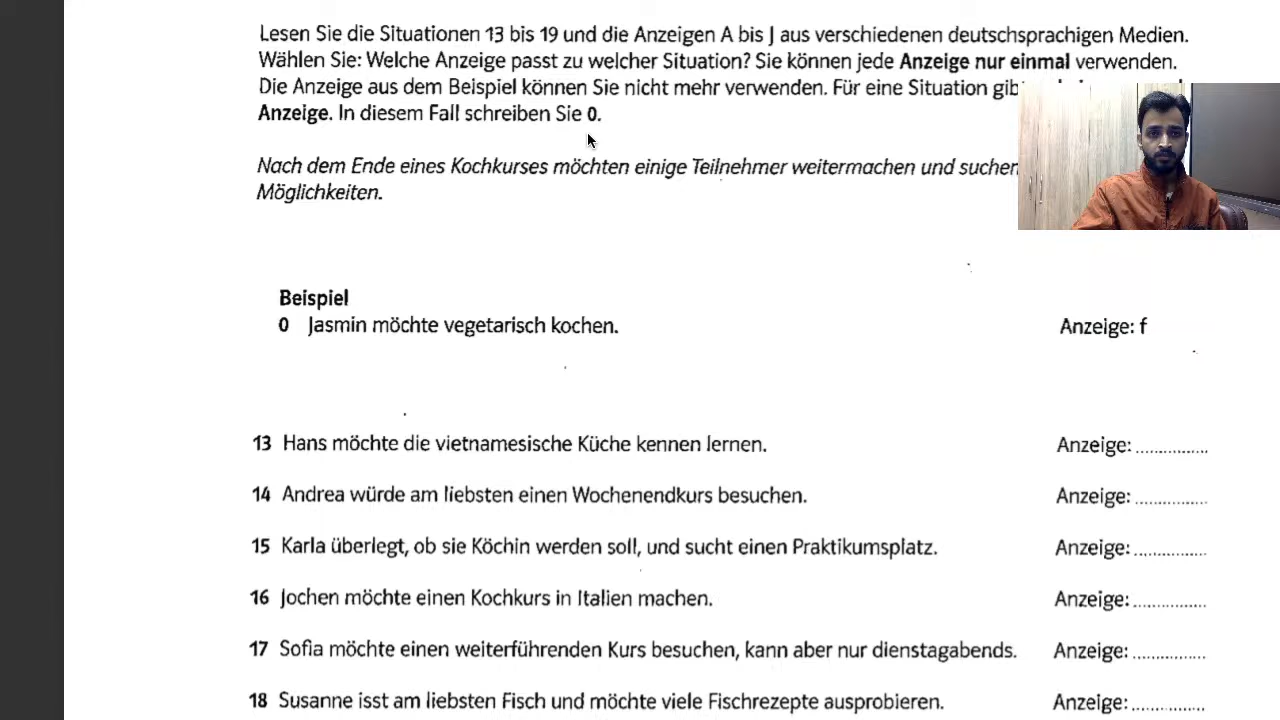 Lesen Sie die Situationen 13 bis 19 und die Anzeigen A bis J aus verschiedenen deutschsprachigen Medien.
Wählen Sie: Welche Anzeige passt zu welcher Situation? Sie können jede Anzeige nur einmal verwenden.
Die Anzeige aus dem Beispiel können Sie nicht mehr verwenden. Für eine Situation
Anzeige. In diesem Fall schreiben Sie 0.
Nach dem Ende eines Kochkurses möchten einige Teilnehmer weitermachen und suchen
Möglichkeiten.
Beispiel
0 Jasmin möchte vegetarisch kochen. Anzeige: f
13 Hans möchte die vietnamesische Küche kennen lernen. Anzeige: ...............
14 Andrea würde am liebsten einen Wochenendkurs besuchen. Anzeige: ...............
15 Karla überlegt, ob sie Köchin werden soll, und sucht einen Praktikumsplatz. Anzeige: ...............
16 Jochen möchte einen Kochkurs in Italien machen. Anzeige: ...............
17 Sofia möchte einen weiterführenden Kurs besuchen, kann aber nur dienstagabends. Anzeige: ...............
18 Susanne isst am liebsten Fisch und möchte viele Fischrezepte ausprobieren. Anzeige: ...............